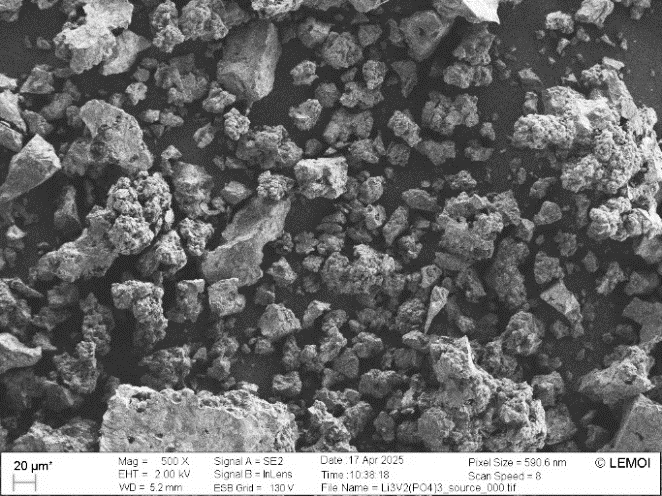 20 µm*
Mag = 500 X Signal A = SE2 Date :17 Apr 2025 Pixel Size = 590.6 nm © LEMOI
EHT = 2.00 kV Signal B = InLens Time :10:38:18 Scan Speed = 8
WD = 5.2 mm ESB Grid = 130 V File Name = Li3V2(PO4)3_source_000.tif